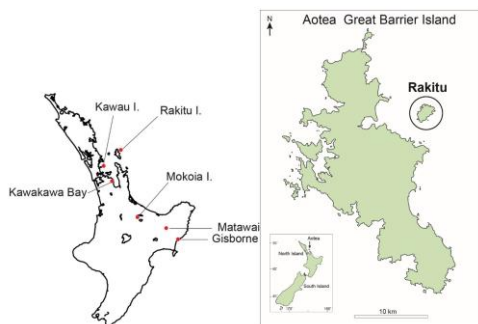 Kawau I.
Rakitu I.
Kawakawa Bay
Mokoia I.
Matawai
Gisborne
Aotea Great Barrier Island
N
Rakitu
Aotea
North Island
South Island
10 km